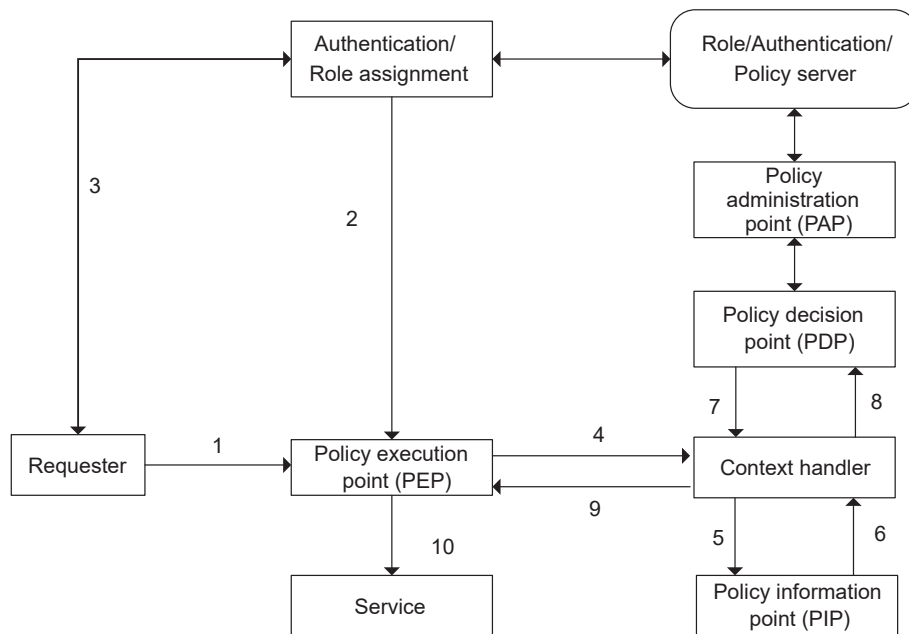 Authentication/
Role assignment
Role/Authentication/
Policy server
3
2
Policy
administration
point (PAP)
Policy decision
point (PDP)
7
8
Requester
1
Policy execution
point (PEP)
4
9
Context handler
10
5
6
Service
Policy information
point (PIP)